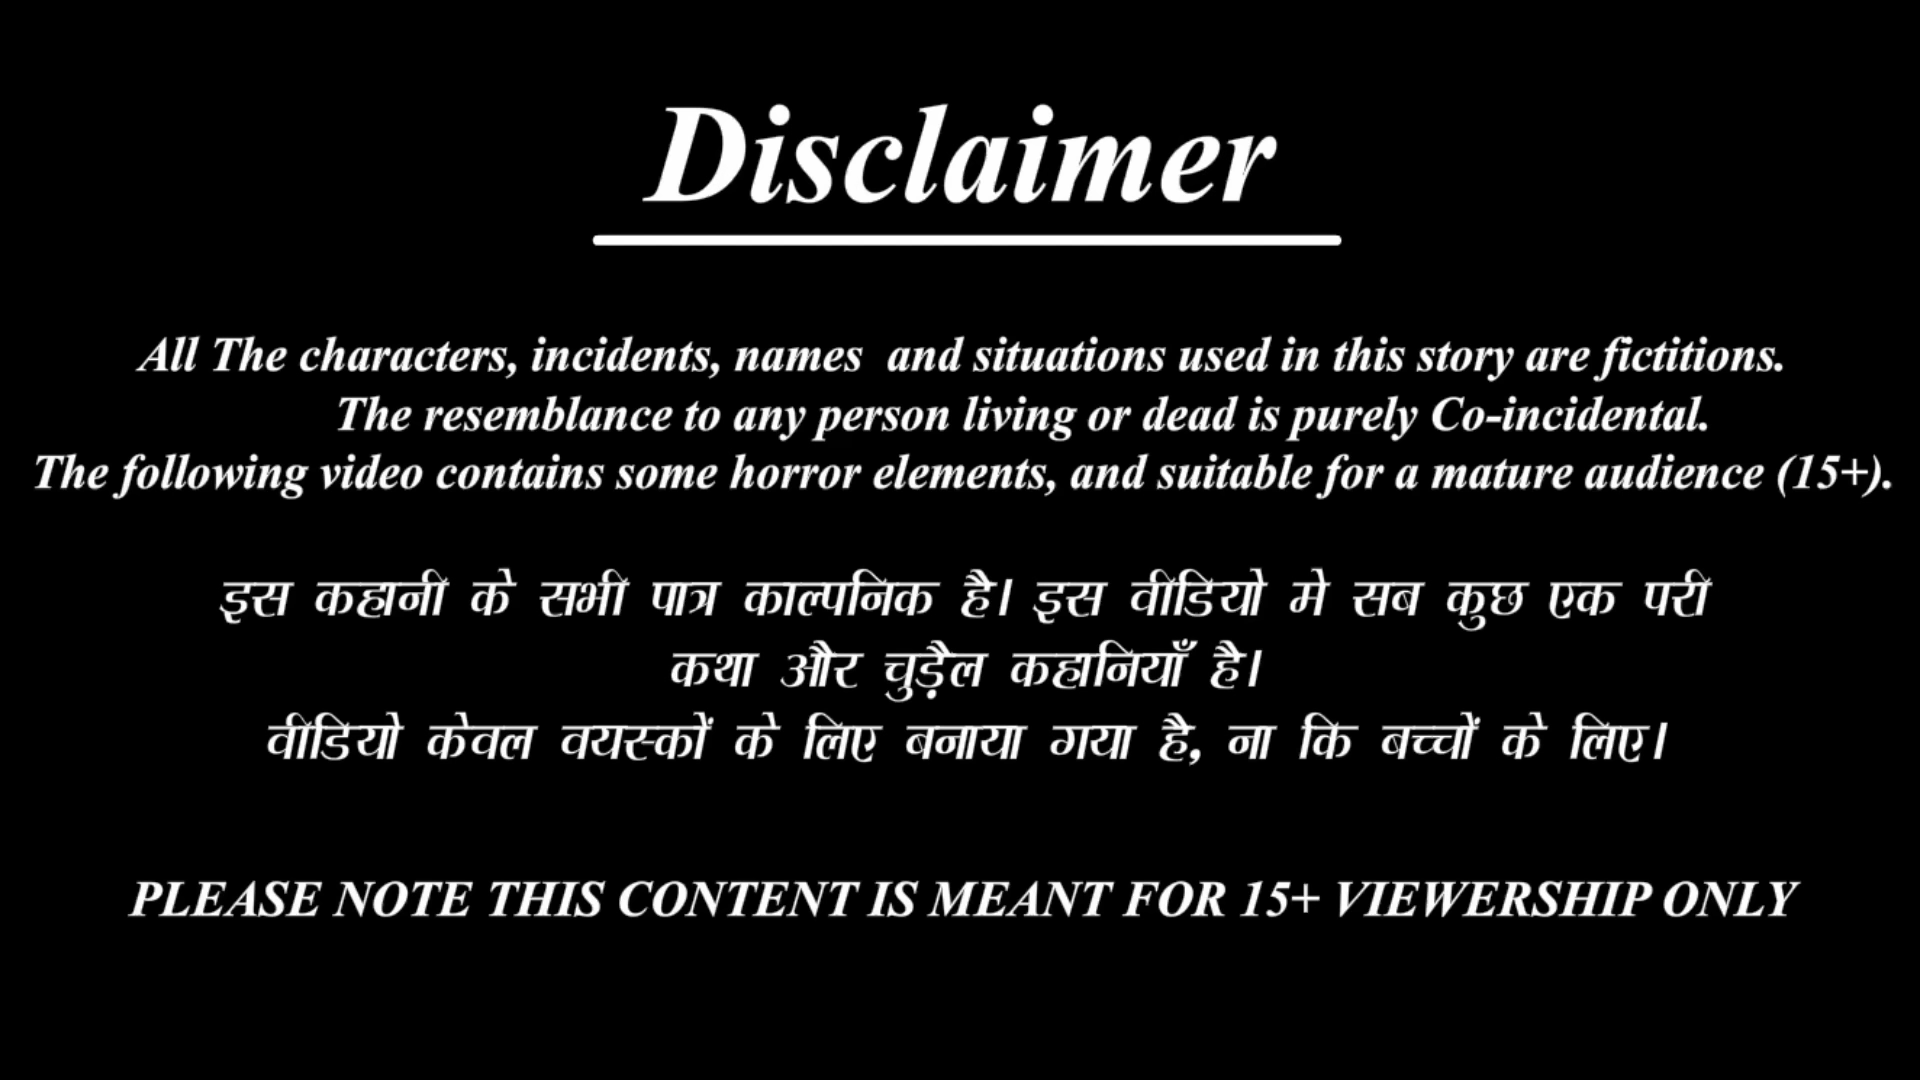 Disclaimer
All The characters, incidents, names and situations used in this story are fictitions.
The resemblance to any person living or dead is purely Co-incidental.
The following video contains some horror elements, and suitable for a mature audience (15+).
इस कहानी के सभी पात्र काल्पनिक है। इस वीडियो मे सब कुछ एक परी
कथा और चुड़ैल कहानियाँ है।
वीडियो केवल वयस्कों के लिए बनाया गया है, ना कि बच्चों के लिए।
PLEASE NOTE THIS CONTENT IS MEANT FOR 15+ VIEWERSHIP ONLY